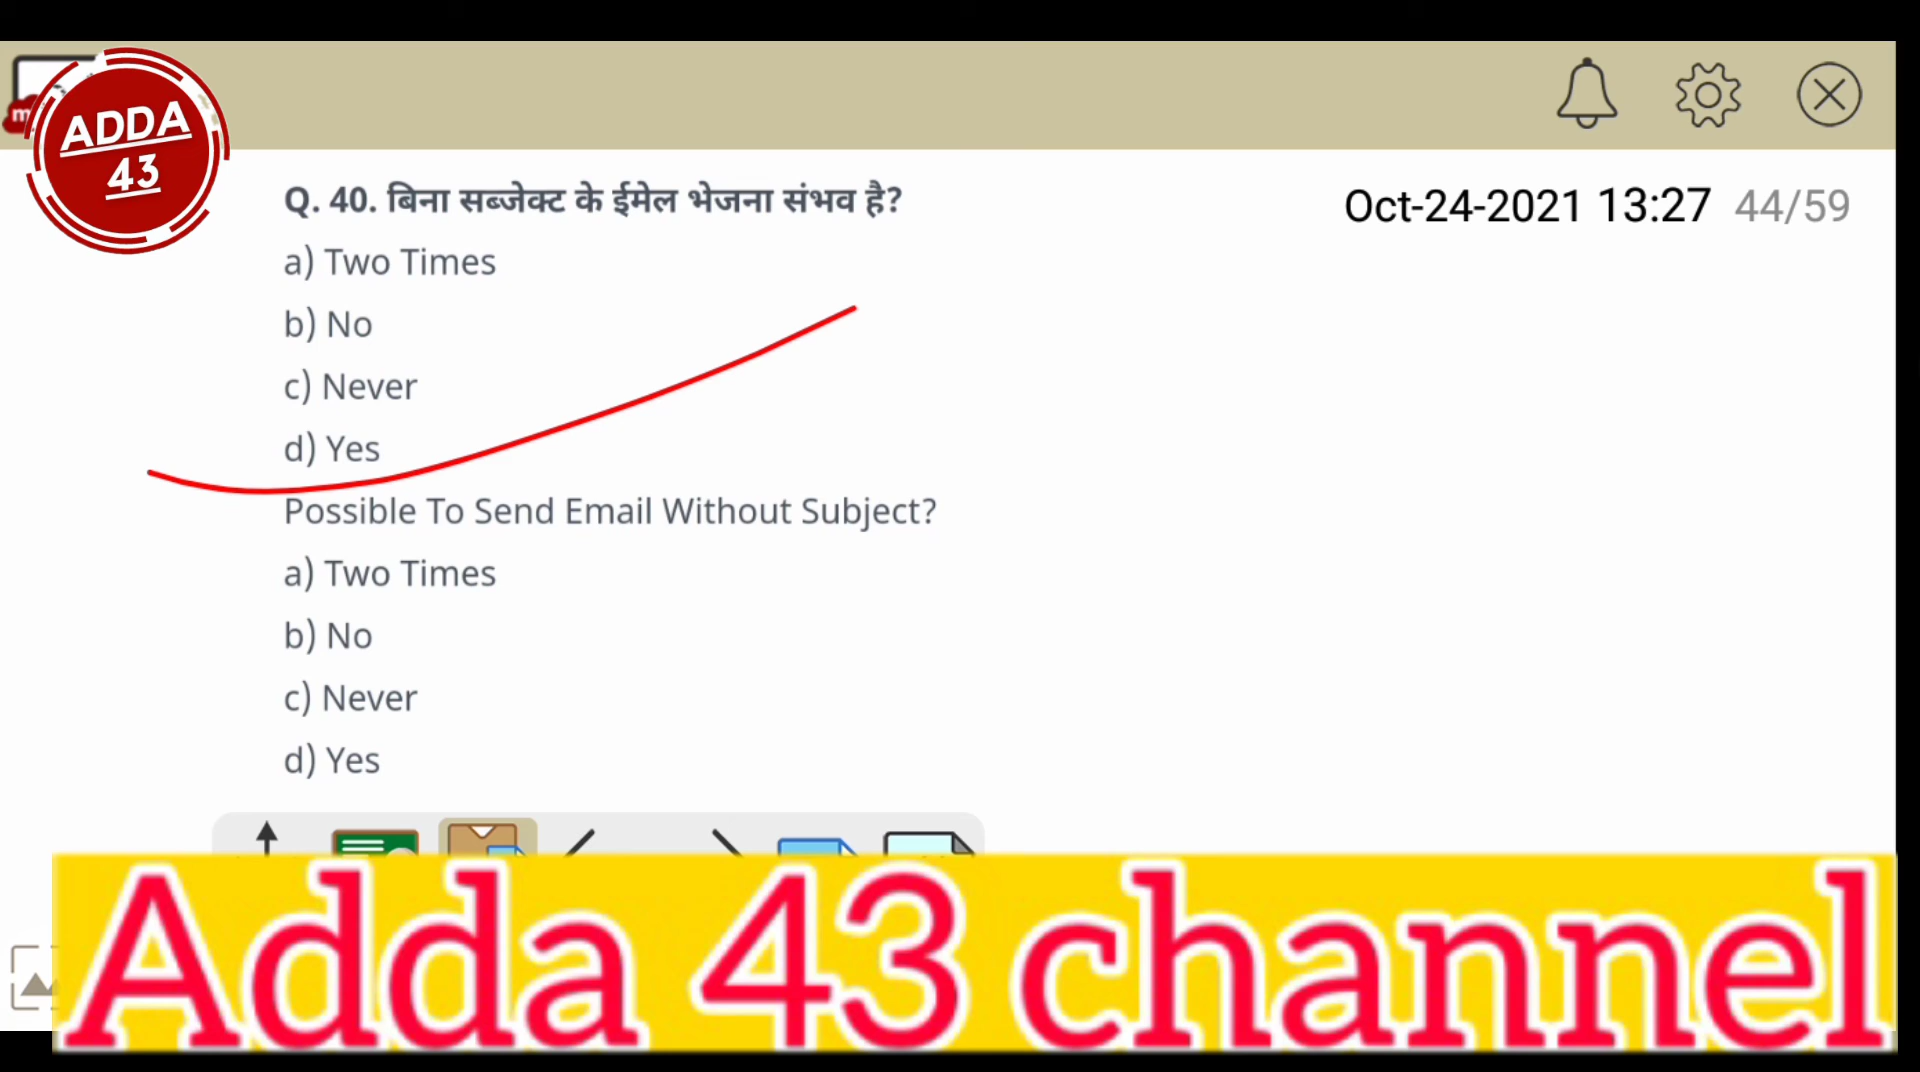 ADDA
43
Q. 40. बिना सब्जेक्ट के ईमेल भेजना संभव है?
Oct-24-2021 13:27 44/59
a) Two Times
b) No
c) Never
d) Yes
Possible To Send Email Without Subject?
a) Two Times
b) No
c) Never
d) Yes
Adda 43 channel